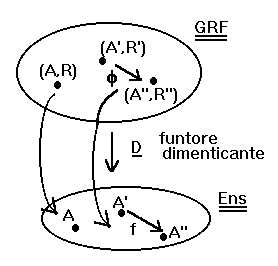 GRF
(A',R')
(A,R)
ϕ
(A'',R'')
D funtore
dimenticante
Ens
A A'
f A''